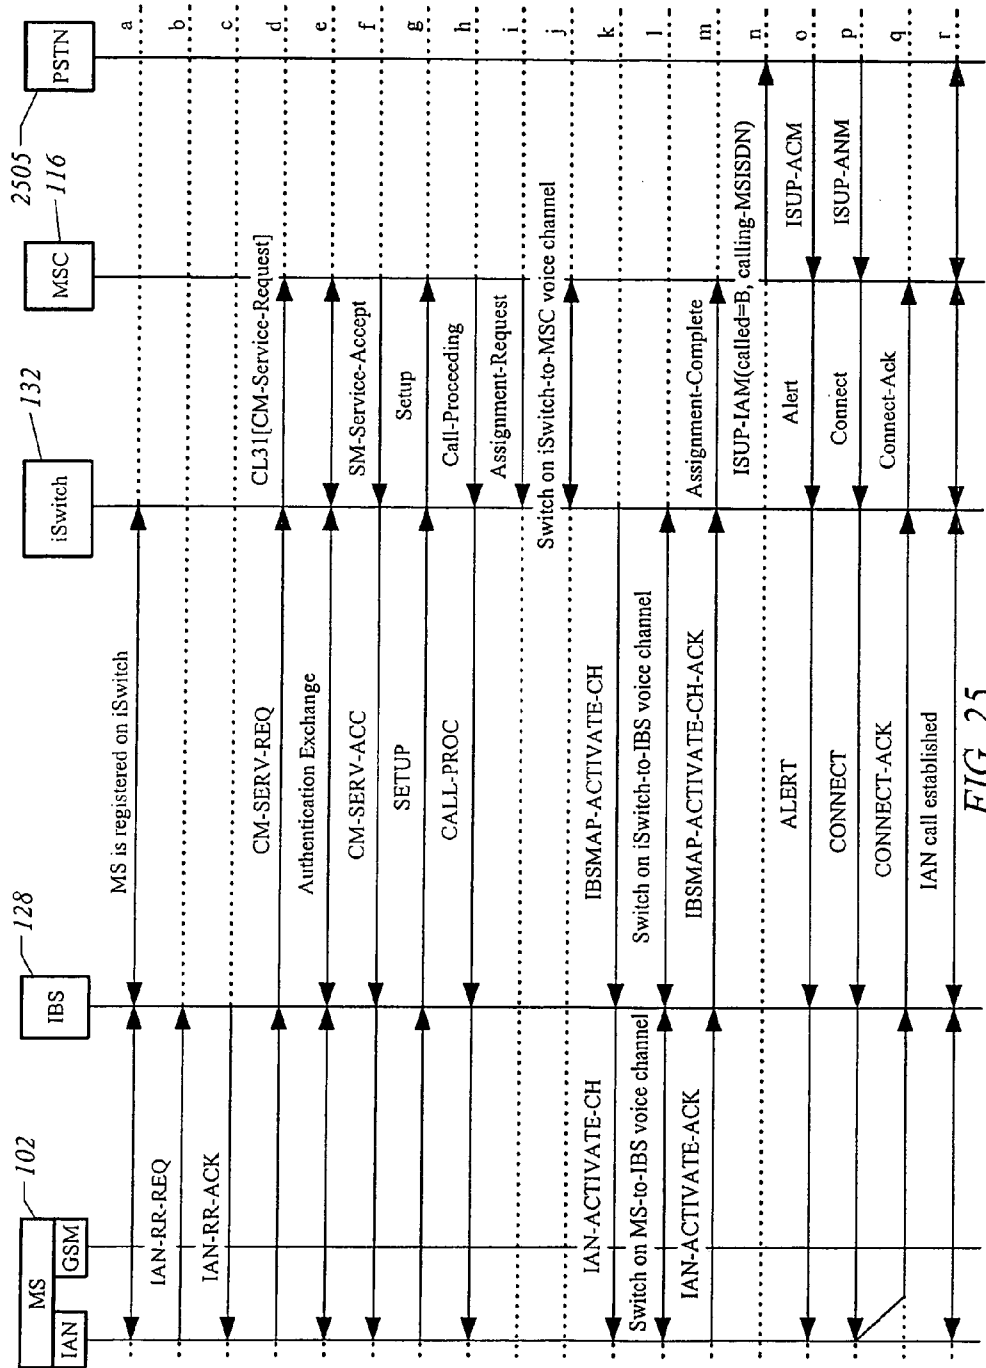 102
128
132
116
2505
MS
IAN
GSM
IBS
iSwitch
MSC
PSTN
MS is registered on iSwitch
a
IAN-RR-REQ
b
IAN-RR-ACK
c
CM-SERV-REQ
CL31[CM-Service-Request]
d
Authentication Exchange
e
CM-SERV-ACC
SM-Service-Accept
f
SETUP
Setup
g
CALL-PROC
Call-Proceeding
h
Assignment-Request
i
Switch on iSwitch-to-MSC voice channel
j
IAN-ACTIVATE-CH
IBSMAP-ACTIVATE-CH
k
Switch on MS-to-IBS voice channel
Switch on iSwitch-to-IBS voice channel
l
IAN-ACTIVATE-ACK
IBSMAP-ACTIVATE-CH-ACK
Assignment-Complete
m
ISUP-IAM(called=B, calling-MSISDN)
n
ALERT
Alert
ISUP-ACM
o
CONNECT
Connect
ISUP-ANM
p
CONNECT-ACK
Connect-Ack
q
IAN call established
r
FIG. 25